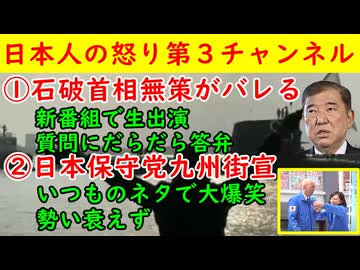 日本人の怒り第３チャンネル
①石破首相無策がバレる
新番組で生出演
質問にだらだら答弁
②日本保守党九州街宣
いつものネタで大爆笑
勢い衰えず